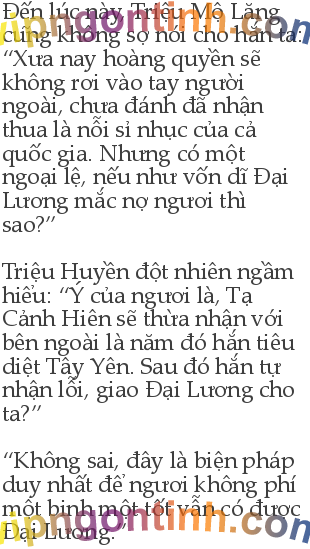 Đến lúc này, Triệu Mộ Lăng
cũng không sợ nói cho hắn ta:
“Xưa nay hoàng quyền sẽ
không rơi vào tay người
ngoài, chưa đánh đã nhận
thua là nỗi sỉ nhục của cả
quốc gia. Nhưng có một
ngoại lệ, nếu như vốn dĩ Đại
Lương mắc nợ ngươi thì
sao?”
Triệu Huyền đột nhiên ngầm
hiểu: “Ý của ngươi là, Tạ
Cảnh Hiên sẽ thừa nhận với
bên ngoài là năm đó hắn tiêu
diệt Tây Yên. Sau đó hắn tự
nhận lỗi, giao Đại Lương cho
ta?”
“Không sai, đây là biện pháp
duy nhất để ngươi không phí
một binh một tốt vẫn có được
Đại Lương.”
vipngontinh.com
vipngontinh.com